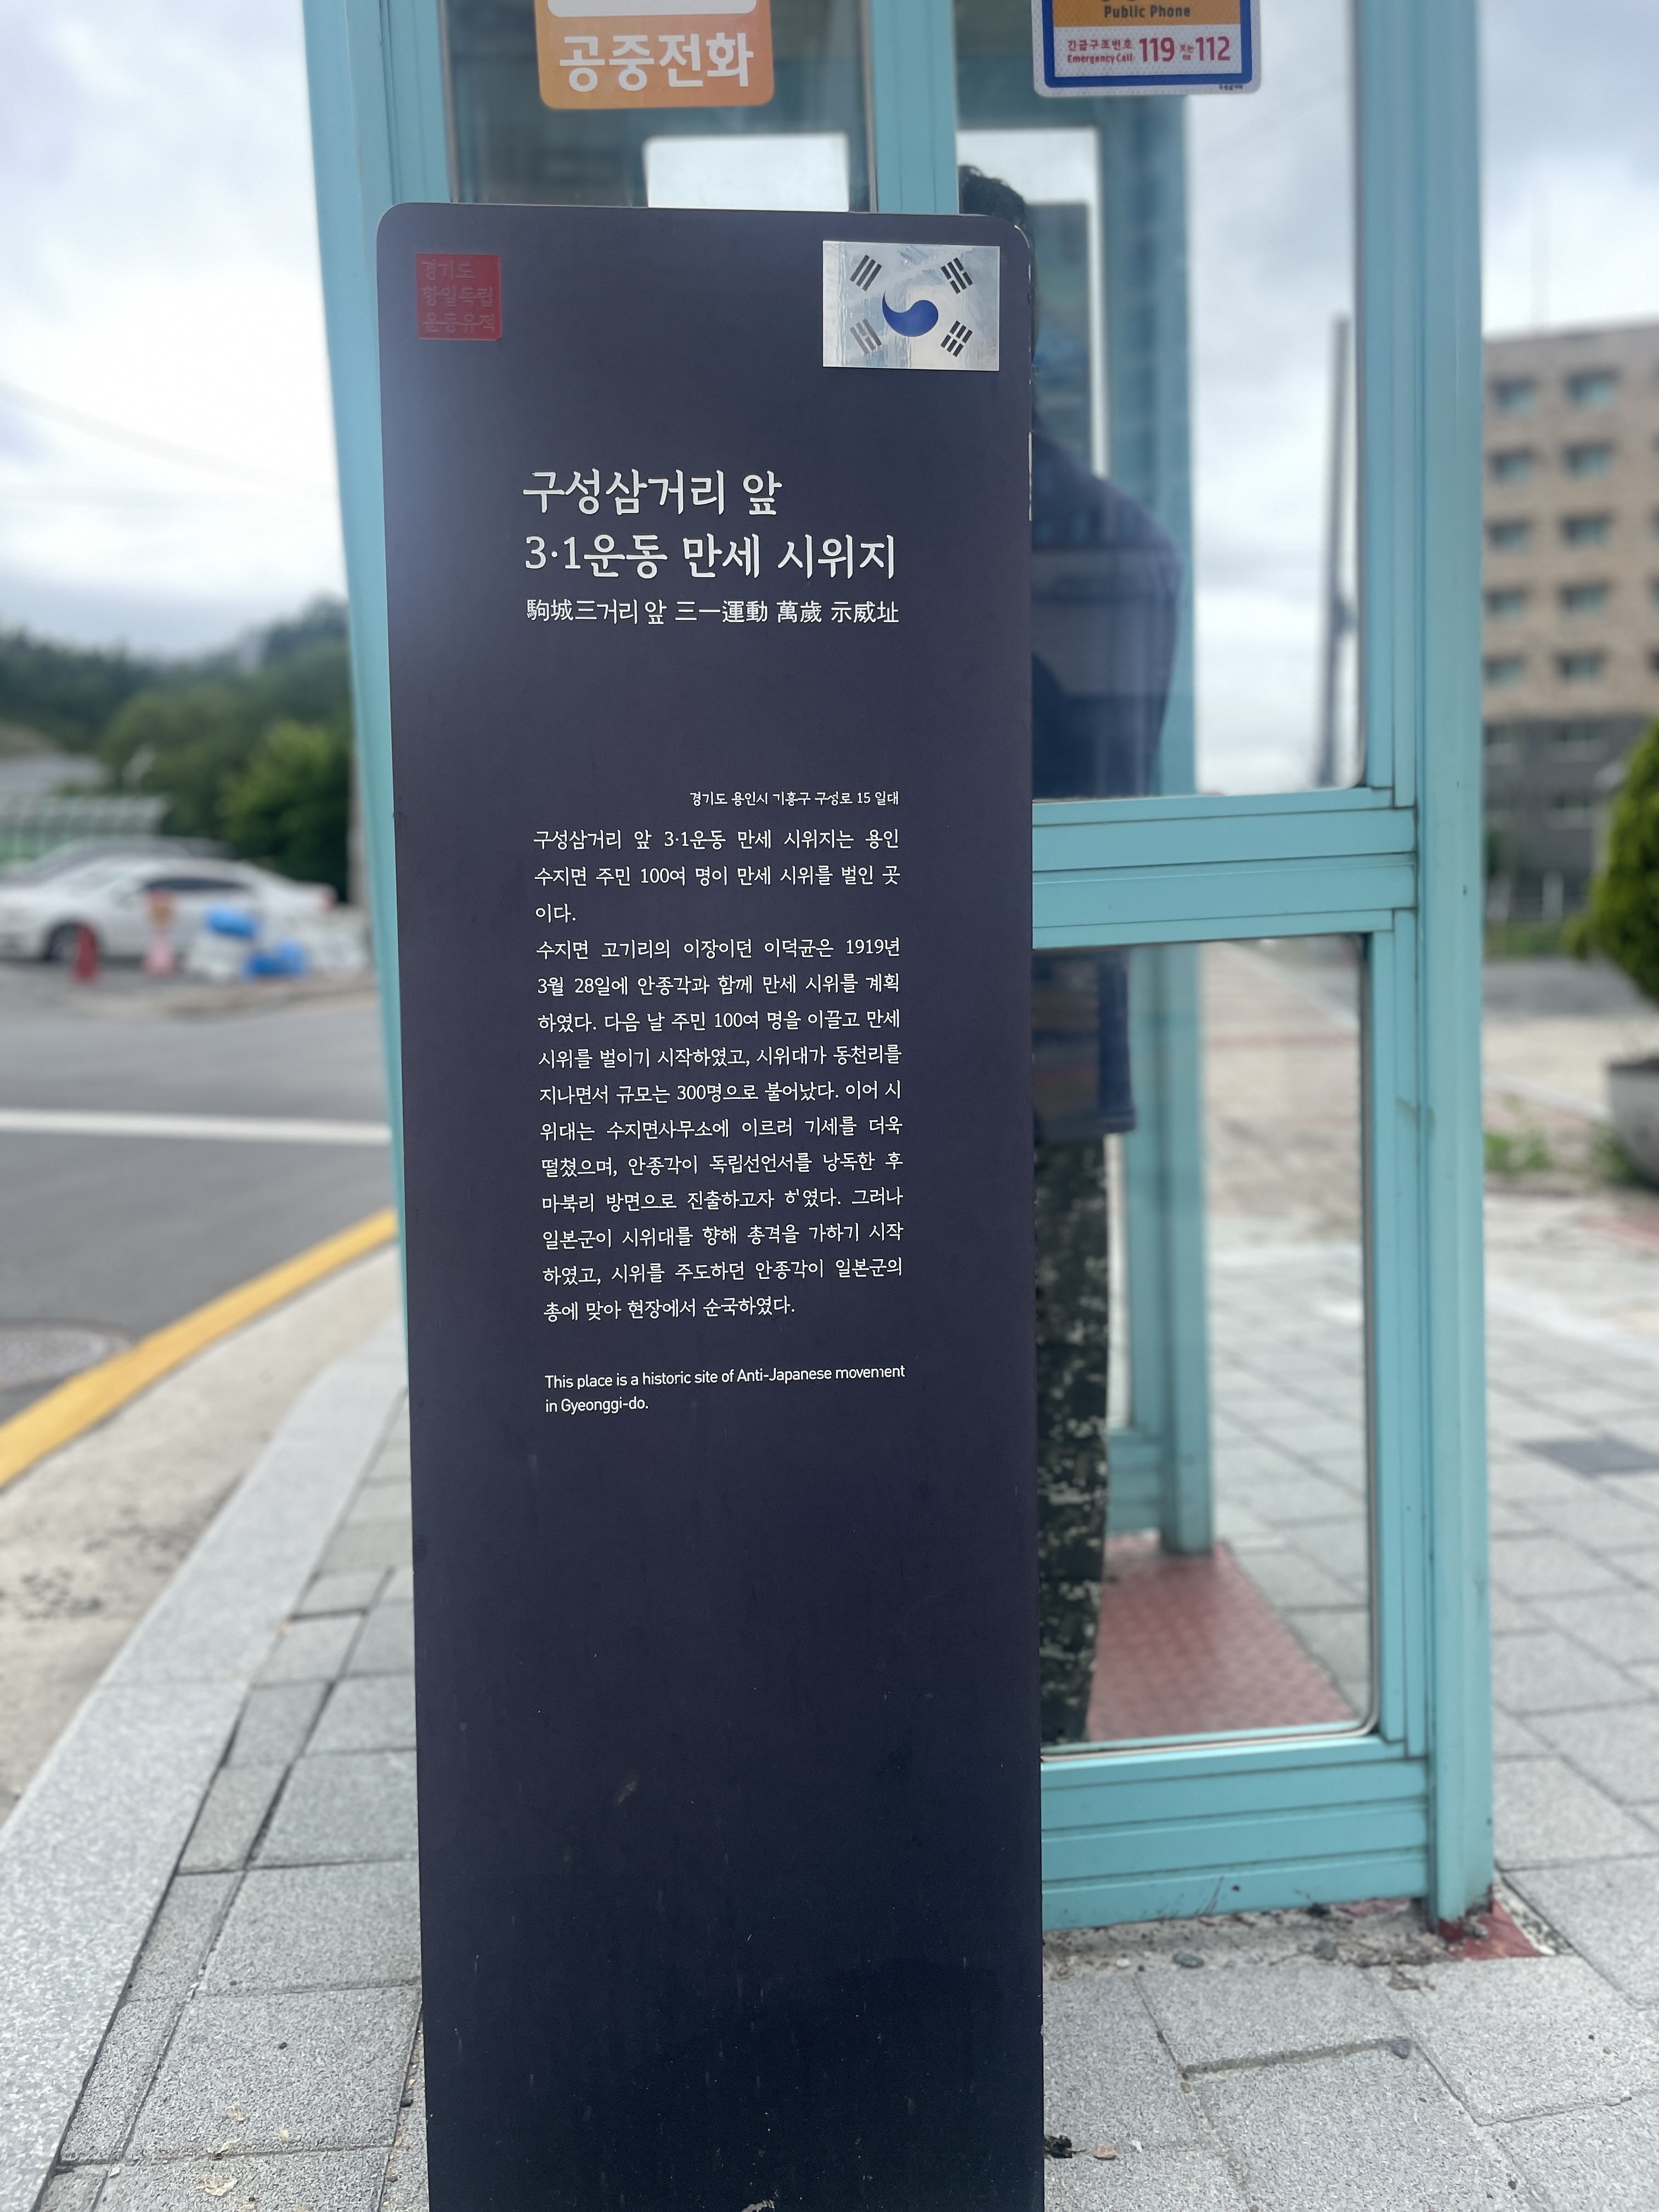 공중전화
Public Phone
긴급구조번호 119 또는 112
Emergency Call
경기도
항일독립
운동유적
구성삼거리 앞
3·1운동 만세 시위지
駒城三거리 앞 三一運動 萬歲 示威址
경기도 용인시 기흥구 구성로 15 일대
구성삼거리 앞 3·1운동 만세 시위지는 용인
수지면 주민 100여 명이 만세 시위를 벌인 곳
이다.
수지면 고기리의 이장이던 이덕균은 1919년
3월 28일에 안종각과 함께 만세 시위를 계획
하였다. 다음 날 주민 100여 명을 이끌고 만세
시위를 벌이기 시작하였고, 시위대가 동천리를
지나면서 규모는 300명으로 불어났다. 이어 시
위대는 수지면사무소에 이르러 기세를 더욱
떨쳤으며, 안종각이 독립선언서를 낭독한 후
마북리 방면으로 진출하고자 하였다. 그러나
일본군이 시위대를 향해 총격을 가하기 시작
하였고, 시위를 주도하던 안종각이 일본군의
총에 맞아 현장에서 순국하였다.
This place is a historic site of Anti-Japanese movement
in Gyeonggi-do.